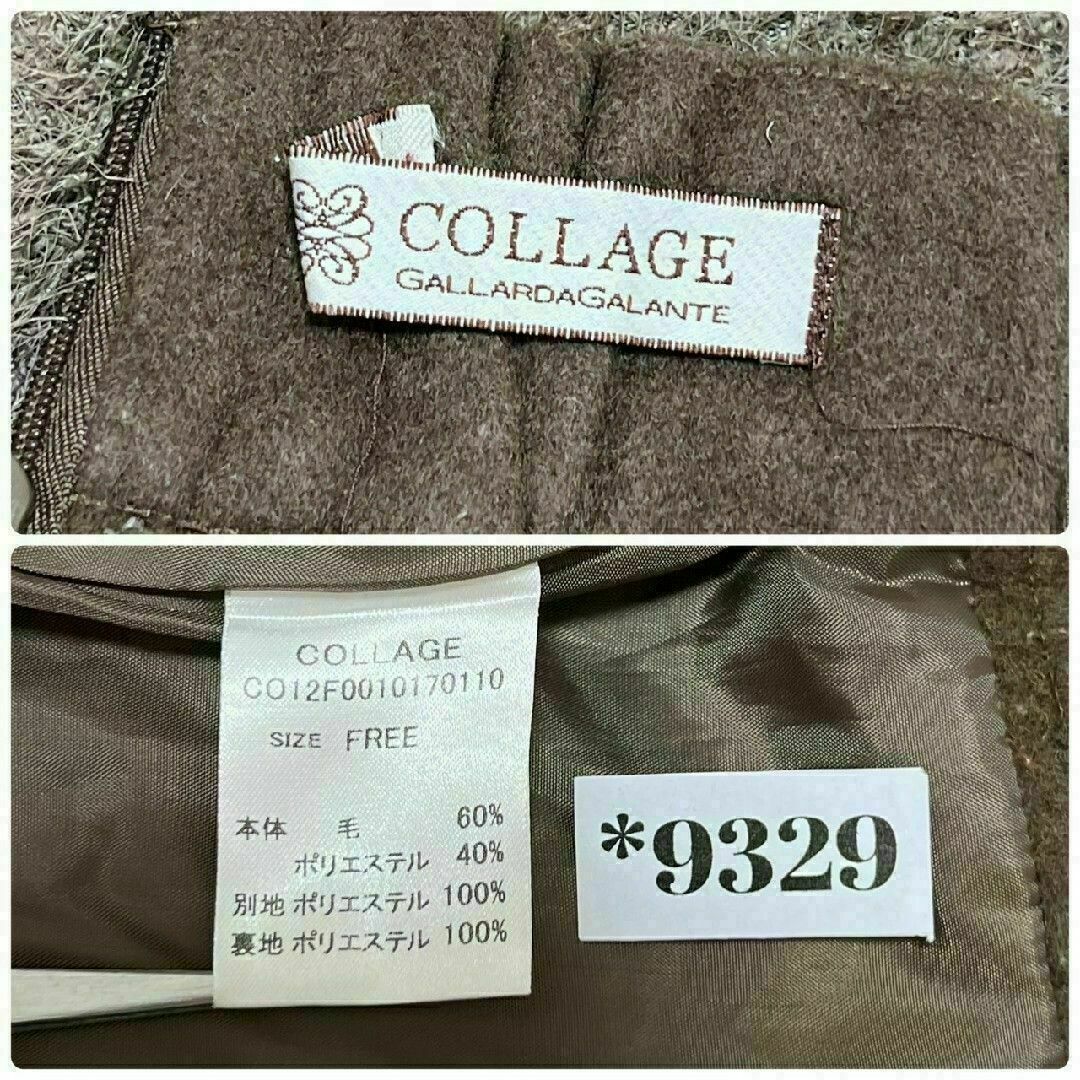 COLLAGE
GALLARDAGALANTE
COLLAGE
CO12F0010170110
SIZE FREE
本体 毛 60%
ポリエステル 40%
別地 ポリエステル 100%
裏地 ポリエステル 100%
*9329